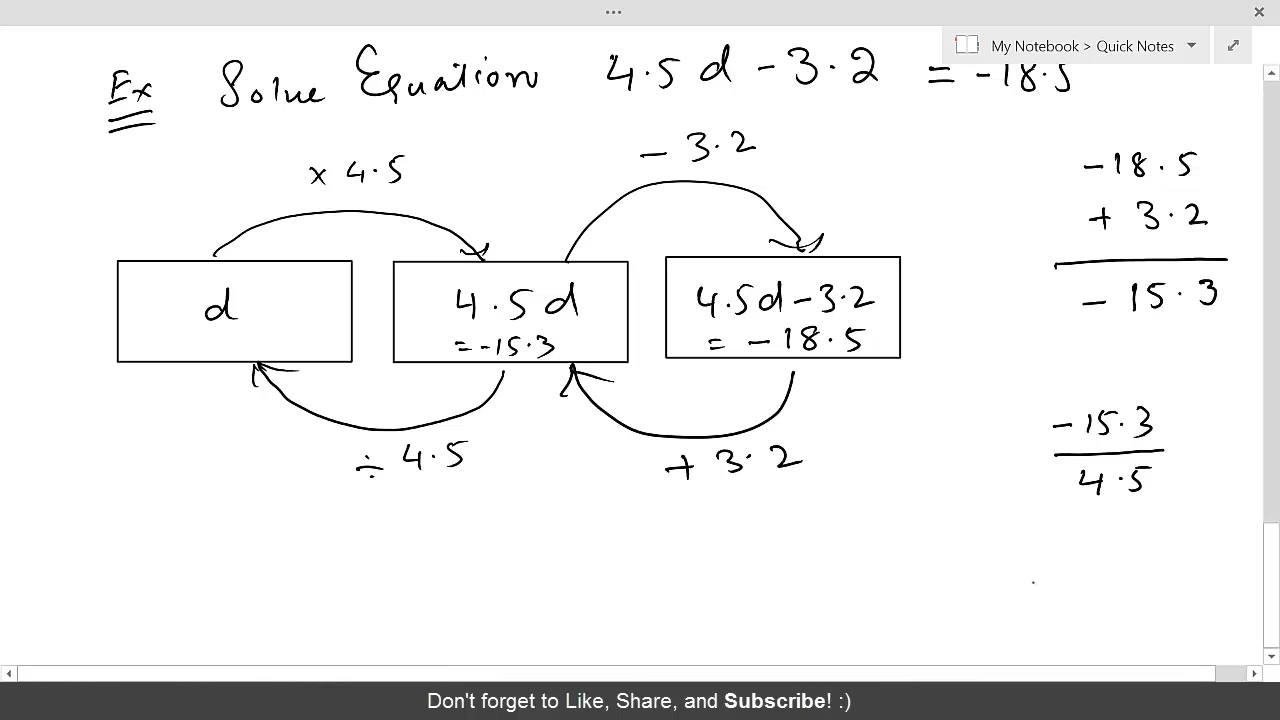 ...
My Notebook > Quick Notes
Ex Solve Equation 4.5d - 3.2 = -18.5
× 4.5
- 3.2
-18.5
+ 3.2
-15.3
d
4.5d
= -15.3
4.5d - 3.2
= -18.5
÷ 4.5
+ 3.2
-15.3
4.5
Don't forget to Like, Share, and Subscribe! :)